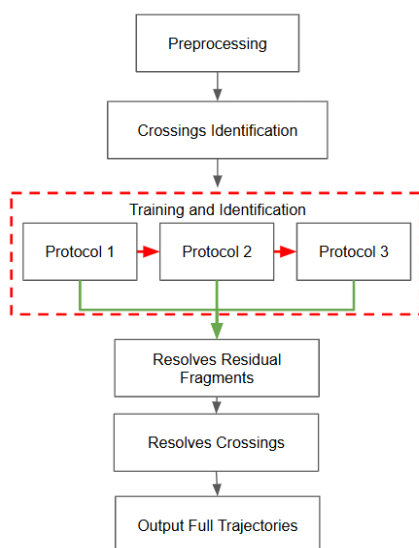 Preprocessing
Crossings Identification
Training and Identification
Protocol 1
Protocol 2
Protocol 3
Resolves Residual
Fragments
Resolves Crossings
Output Full Trajectories